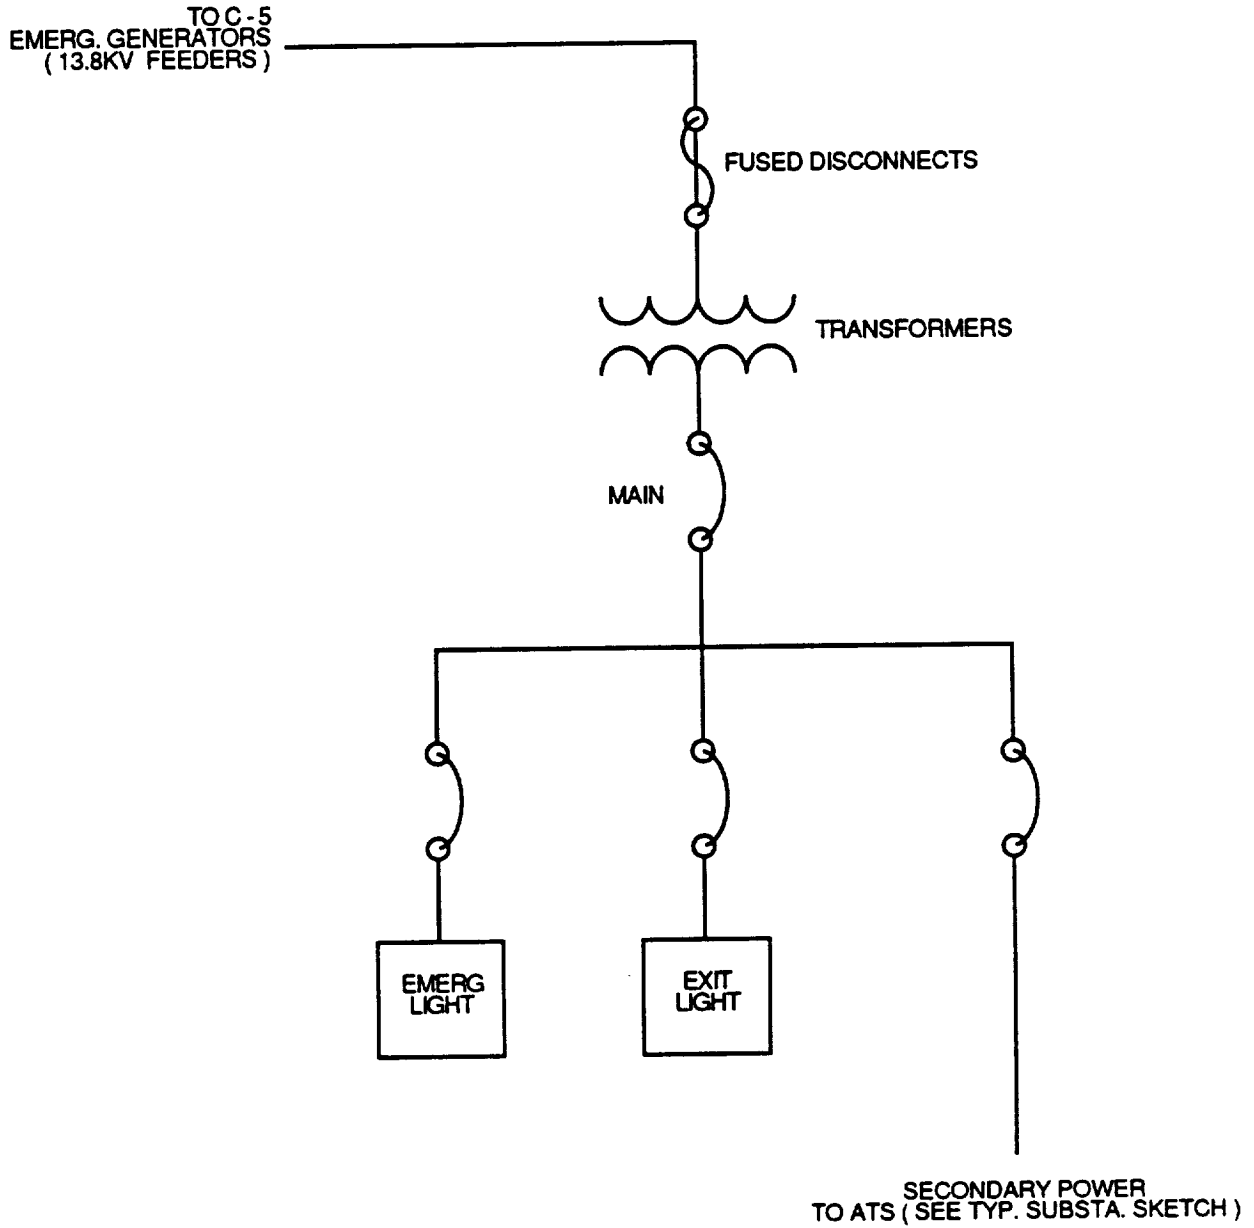 TO C - 5
EMERG. GENERATORS
( 13.8KV FEEDERS )
FUSED DISCONNECTS
TRANSFORMERS
MAIN
EMERG
LIGHT
EXIT
LIGHT
SECONDARY POWER
TO ATS ( SEE TYP. SUBSTA. SKETCH )